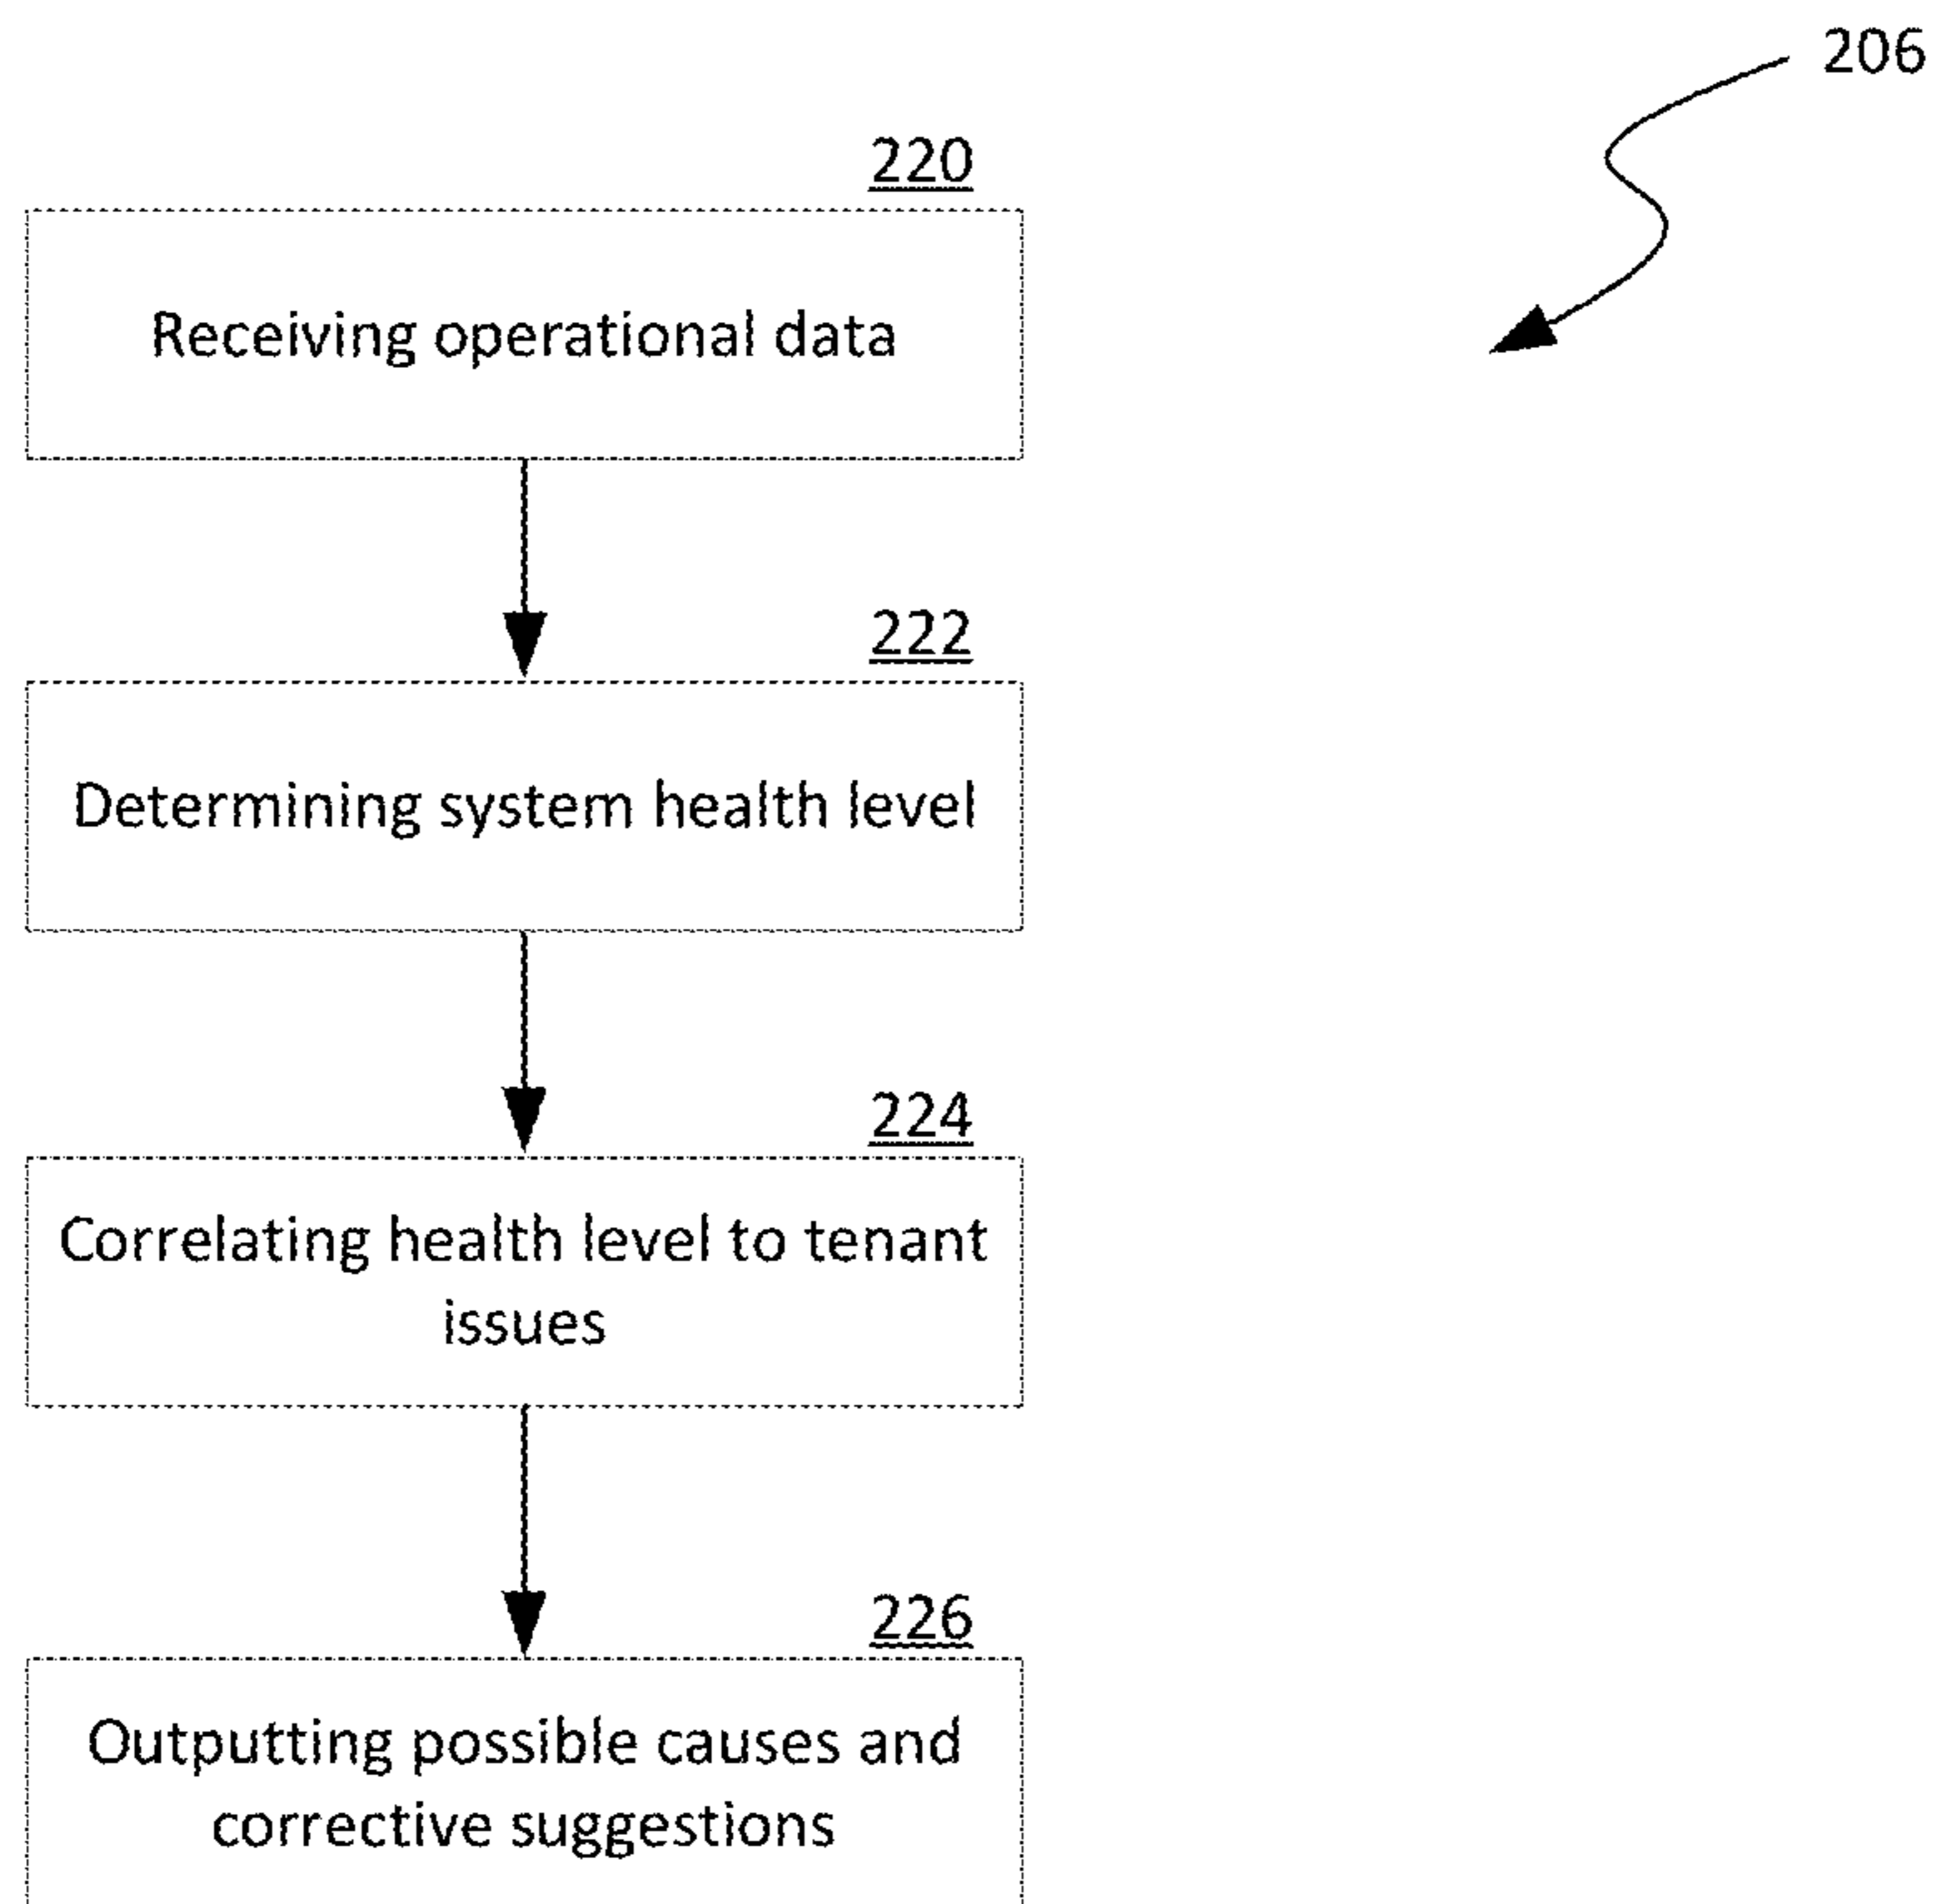 206
220
Receiving operational data
222
Determining system health level
224
Correlating health level to tenant
issues
226
Outputting possible causes and
corrective suggestions